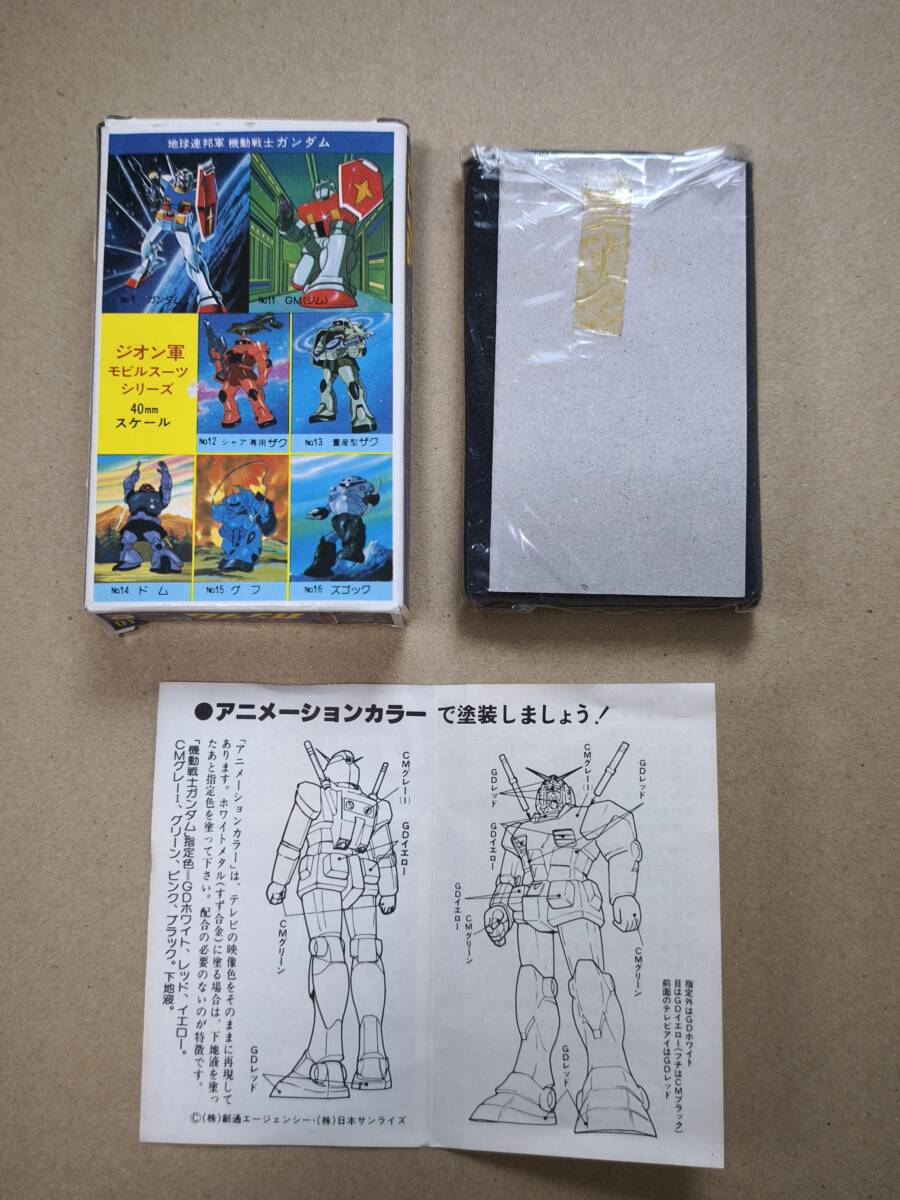 地球連邦軍 機動戦士ガンダム
No1 ガンダム
No11 GM(ジム)
ジオン軍
モビルスーツ
シリーズ
40mm
スケール
No12 シャア専用ザク
No13 量産型ザク
No14 ドム
No15 グフ
No16 ズゴック
●アニメーションカラーで塗装しましょう!
「アニメーションカラー」は、テレビの映像色をそのままに再現して
あります。ホワイトメタル(すず合金)に塗る場合は、下地液を塗っ
たあと指定色を塗って下さい。配合の必要のないのが特徴です。
「機動戦士ガンダム」指定色=GDホワイト、レッド、イエロー。
CMグレーI、グリーン、ピンク、ブラック。下地液。
CMグレー(I)
GDイエロー
CMグリーン
GDレッド
©(株)創通エージェンシー・(株)日本サンライズ
GDレッド
CMグレー(I)
GDレッド
GDイエロー
GDイエロー
CMグリーン
CMグリーン
GDレッド
指定外はGDホワイト
目はGDイエロー(フチはCMブラック)
前面のテレビアイはGDレッド